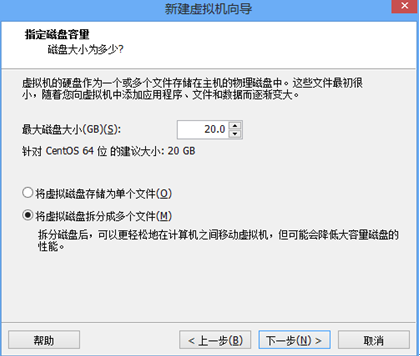 新建虚拟机向导
指定磁盘容量
磁盘大小为多少?
虚拟机的硬盘作为一个或多个文件存储在主机的物理磁盘中。这些文件最初很
小，随着您向虚拟机中添加应用程序、文件和数据而逐渐变大。
最大磁盘大小(GB)(S): 20.0
针对 CentOS 64 位 的建议大小: 20 GB
将虚拟磁盘存储为单个文件(O)
将虚拟磁盘拆分成多个文件(M)
拆分磁盘后，可以更轻松地在计算机之间移动虚拟机，但可能会降低大容量磁盘的
性能。
帮助 < 上一步(B) 下一步(N) > 取消